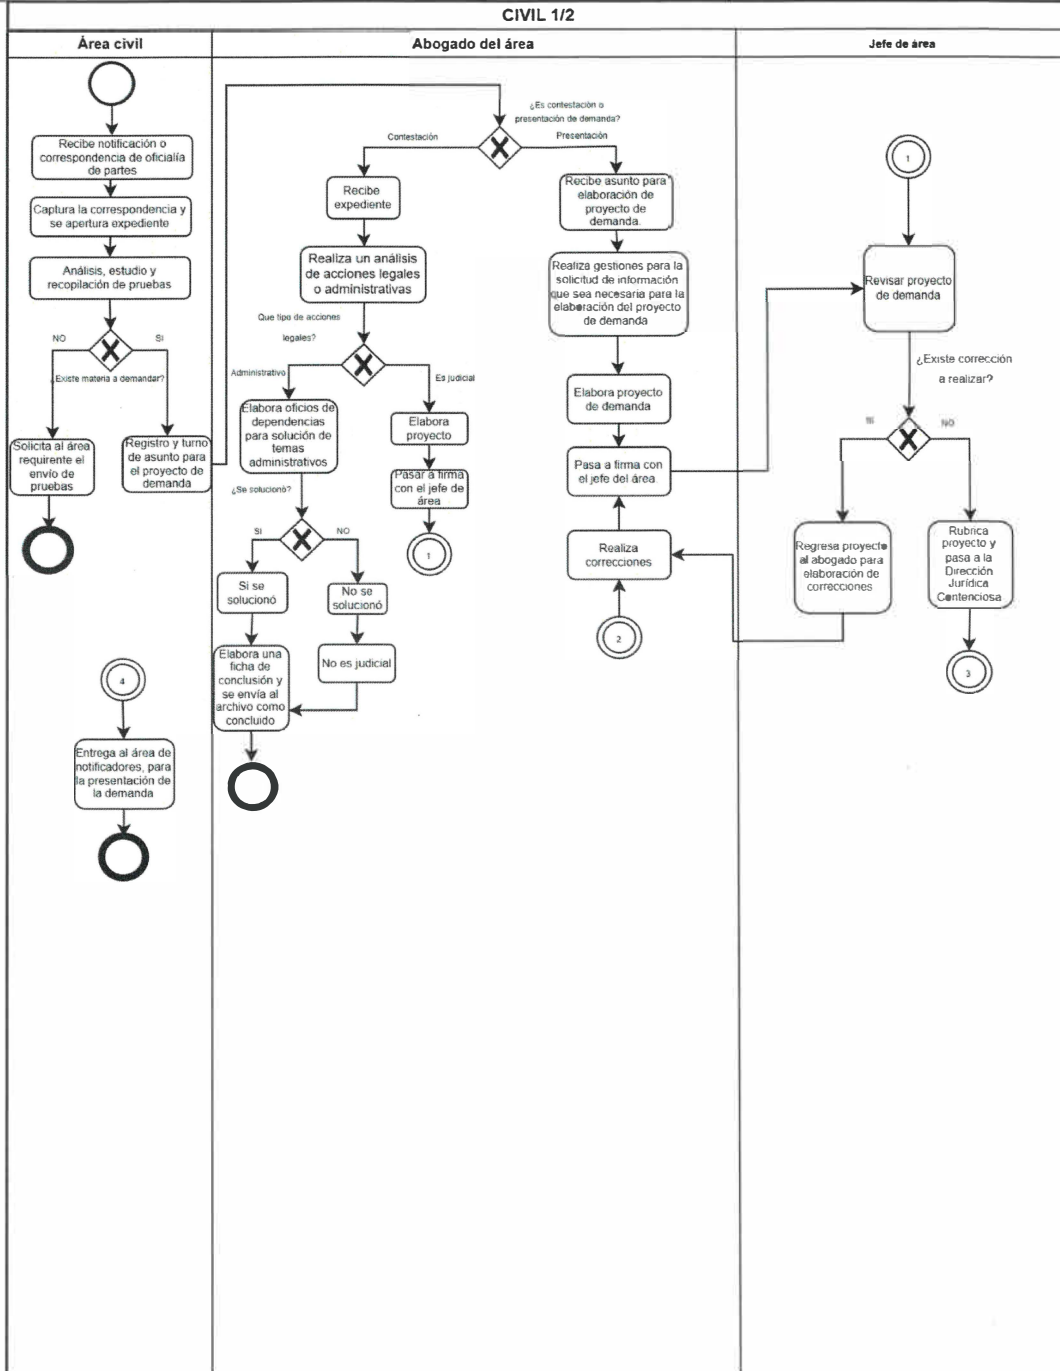 CIVIL 1/2
Área civil
Abogado del área
Jefe de área
Recibe notificación o
correspondencia de oficialía
de partes
Captura la correspondencia y
se apertura expediente
Análisis, estudio y
recopilación de pruebas
NO
SI
¿Existe materia a demandar?
Solicita al área
requirente el
envío de
pruebas
Registro y turno
de asunto para
el proyecto de
demanda
4
Entrega al área de
notificadores, para
la presentación de
la demanda
¿Es contestación o
presentación de demanda?
Contestación
Presentación
Recibe
expediente
Realiza un análisis
de acciones legales
o administrativas
Que tipo de acciones
legales?
Administrativo
Es judicial
Elabora oficios de
dependencias
para solución de
temas
administrativos
Elabora
proyecto
Pasar a firma
con el jefe de
área
1
¿Se solucionó?
SI
NO
Si se
solucionó
No se
solucionó
Elabora una
ficha de
conclusión y
se envía al
archivo como
concluido
No es judicial
Recibe asunto para
elaboración de
proyecto de
demanda.
Realiza gestiones para la
solicitud de información
que sea necesaria para la
elaboración del proyecto
de demanda
Elabora proyecto
de demanda
Pasa a firma con
el jefe del área.
Realiza
correcciones
2
1
Revisar proyecto
de demanda
¿Existe corrección
a realizar?
SI
NO
Regresa proyecto
al abogado para
elaboración de
correcciones
Rubrica
proyecto y
pasa a la
Dirección
Jurídica
Contenciosa
3